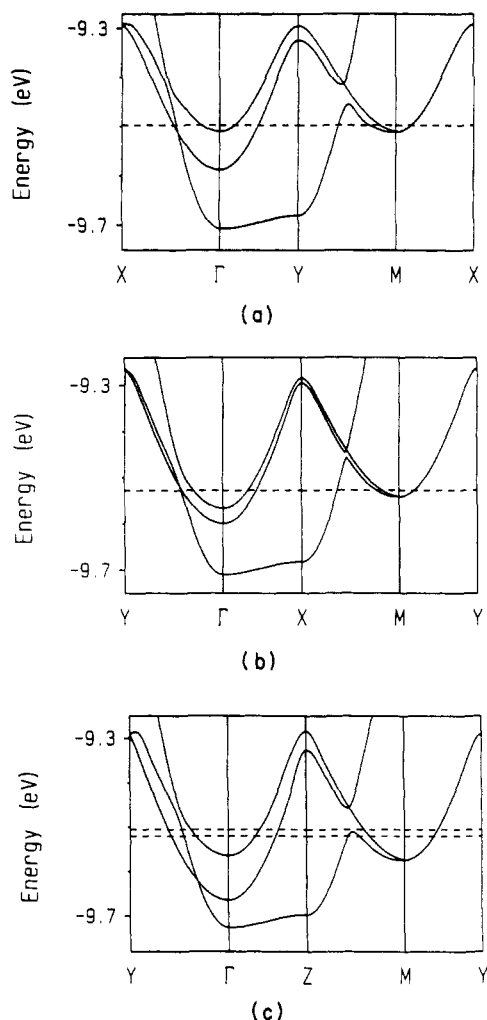 -9.3
Energy (eV)
-9.7
X Γ Y M X
(a)
-9.3
Energy (eV)
-9.7
Y Γ X M Y
(b)
-9.3
Energy (eV)
-9.7
Y Γ Z M Y
(c)